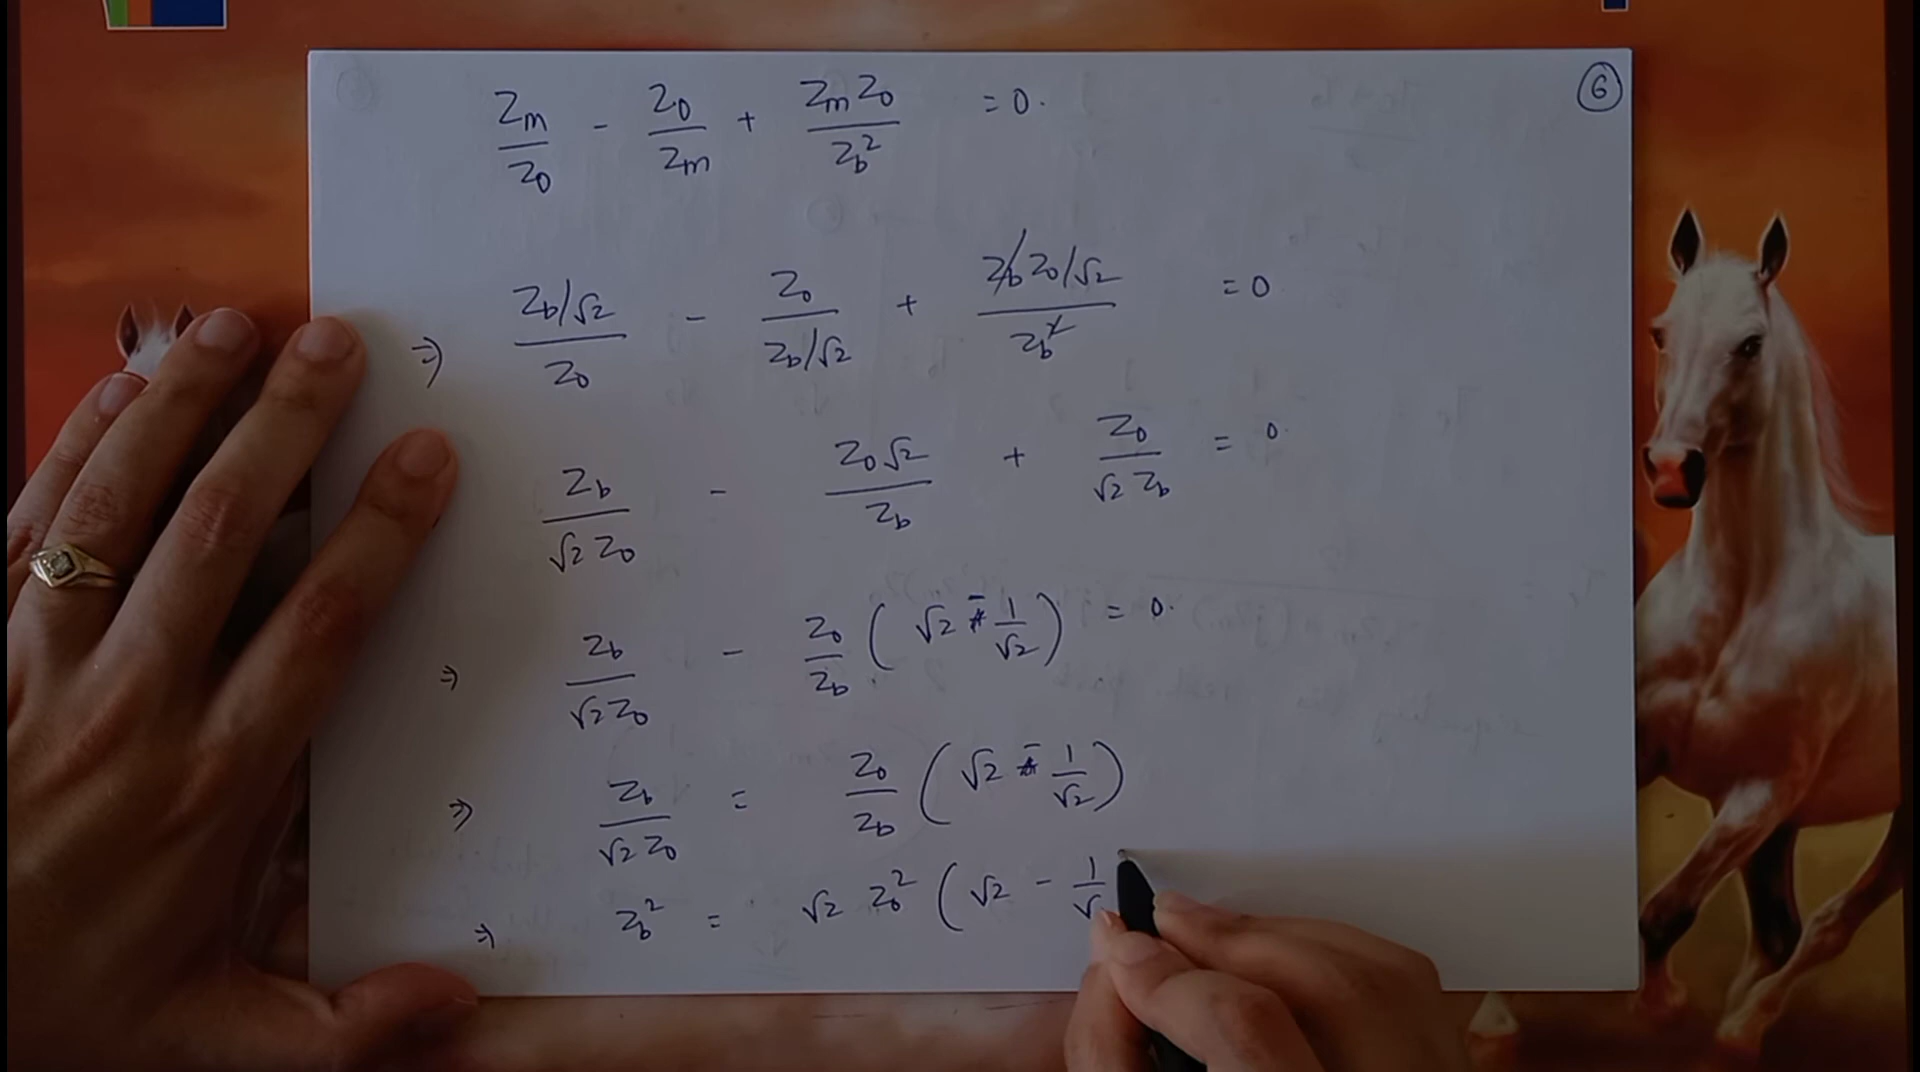 ⑥
Zm/Z0 - Z0/Zm + Zm Z0/Zb² = 0.
⇒ (Zb/√2)/Z0 - Z0/(Zb/√2) + (Zb Z0/√2)/Zb² = 0
Zb/(√2 Z0) - Z0√2/Zb + Z0/(√2 Zb) = 0.
⇒ Zb/(√2 Z0) - Z0/Zb (√2 - 1/√2) = 0.
⇒ Zb/(√2 Z0) = Z0/Zb (√2 - 1/√2)
⇒ Zb² = √2 Z0² (√2 - 1/√